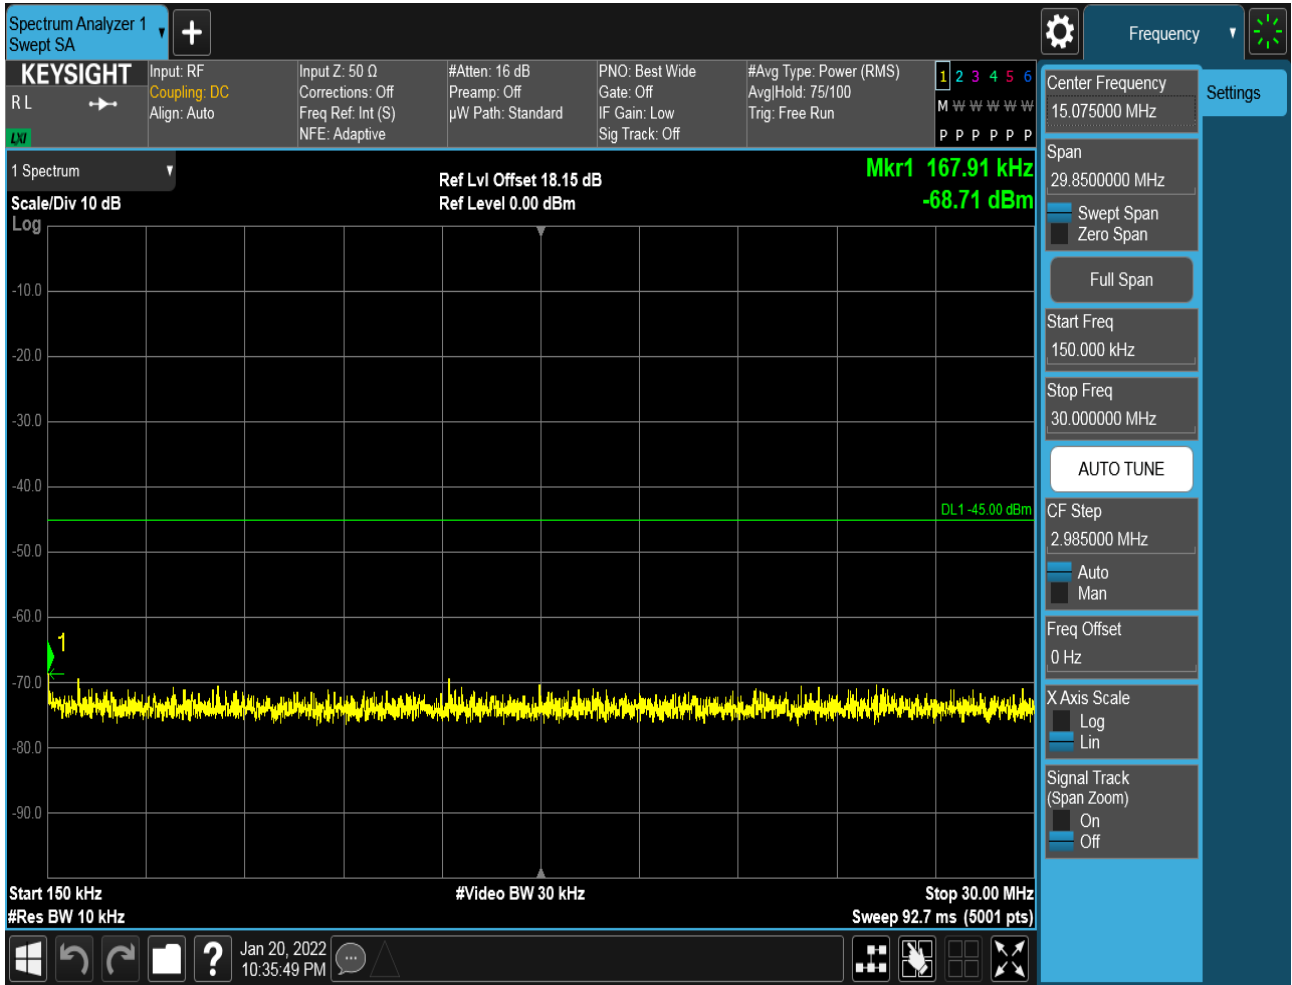 Spectrum Analyzer 1
Swept SA
Frequency
KEYSIGHT
R L
LXI
Input: RF
Coupling: DC
Align: Auto
Input Z: 50 Ω
Corrections: Off
Freq Ref: Int (S)
NFE: Adaptive
#Atten: 16 dB
Preamp: Off
µW Path: Standard
PNO: Best Wide
Gate: Off
IF Gain: Low
Sig Track: Off
#Avg Type: Power (RMS)
Avg|Hold: 75/100
Trig: Free Run
1 2 3 4 5 6
M W W W W W
P P P P P P
1 Spectrum
Scale/Div 10 dB
Log
Ref Lvl Offset 18.15 dB
Ref Level 0.00 dBm
Mkr1 167.91 kHz
-68.71 dBm
-10.0
-20.0
-30.0
-40.0
DL1 -45.00 dBm
-50.0
-60.0
1
-70.0
-80.0
-90.0
Start 150 kHz
#Video BW 30 kHz
Stop 30.00 MHz
#Res BW 10 kHz
Sweep 92.7 ms (5001 pts)
Center Frequency
15.075000 MHz
Settings
Span
29.8500000 MHz
Swept Span
Zero Span
Full Span
Start Freq
150.000 kHz
Stop Freq
30.000000 MHz
AUTO TUNE
CF Step
2.985000 MHz
Auto
Man
Freq Offset
0 Hz
X Axis Scale
Log
Lin
Signal Track
(Span Zoom)
On
Off
?
Jan 20, 2022
10:35:49 PM